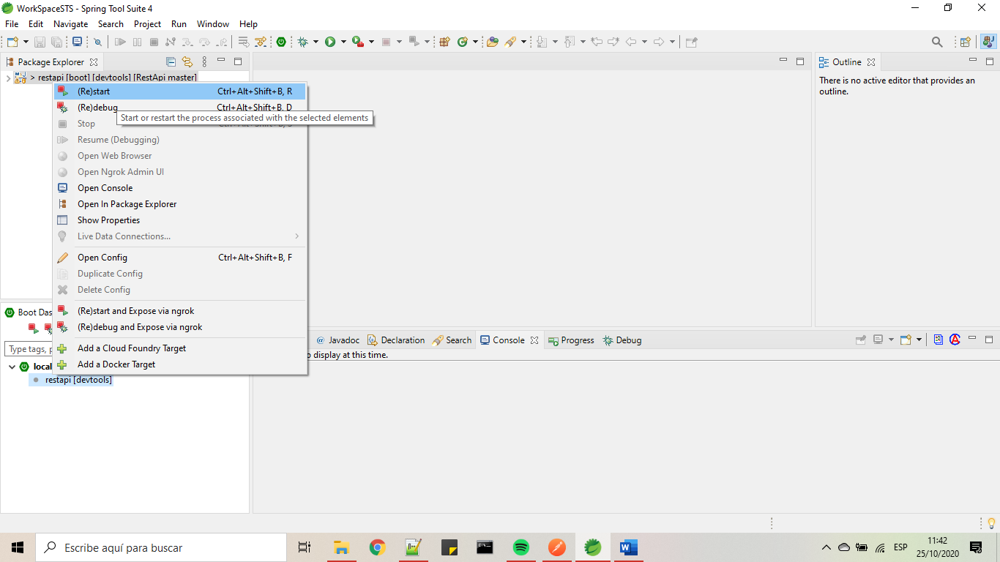 WorkSpaceSTS - Spring Tool Suite 4
File Edit Navigate Search Project Run Window Help
Package Explorer
Outline
> restapi [boot] [devtools] [RestApi master]
There is no active editor that provides an
outline.
(Re)start Ctrl+Alt+Shift+B, R
(Re)debug Ctrl+Alt+Shift+B, D
Start or restart the process associated with the selected elements
Stop
Resume (Debugging)
Open Web Browser
Open Ngrok Admin UI
Open Console
Open In Package Explorer
Show Properties
Live Data Connections...
Open Config Ctrl+Alt+Shift+B, F
Duplicate Config
Delete Config
(Re)start and Expose via ngrok
(Re)debug and Expose via ngrok
Add a Cloud Foundry Target
Add a Docker Target
Boot Das
Type tags, p
local
restapi [devtools]
@ Javadoc Declaration Search Console Progress Debug
display at this time.
Escribe aquí para buscar
ESP
11:42
25/10/2020